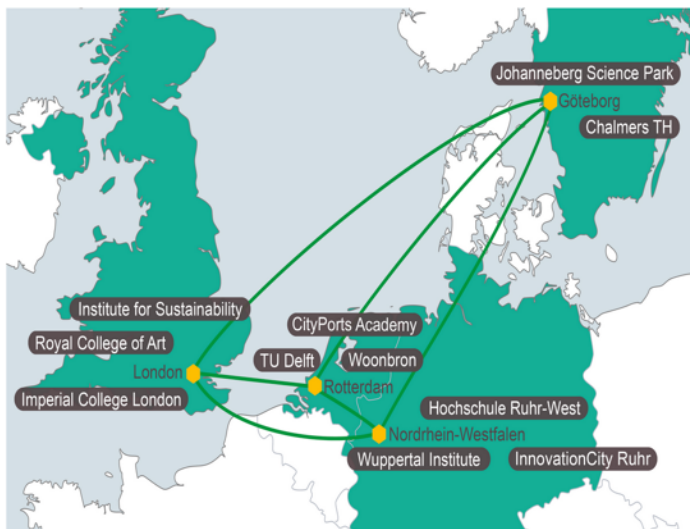 Johanneberg Science Park
Göteborg
Chalmers TH
Institute for Sustainability
CityPorts Academy
Royal College of Art
TU Delft
Woonbron
London
Rotterdam
Imperial College London
Hochschule Ruhr-West
Nordrhein-Westfalen
Wuppertal Institute
InnovationCity Ruhr